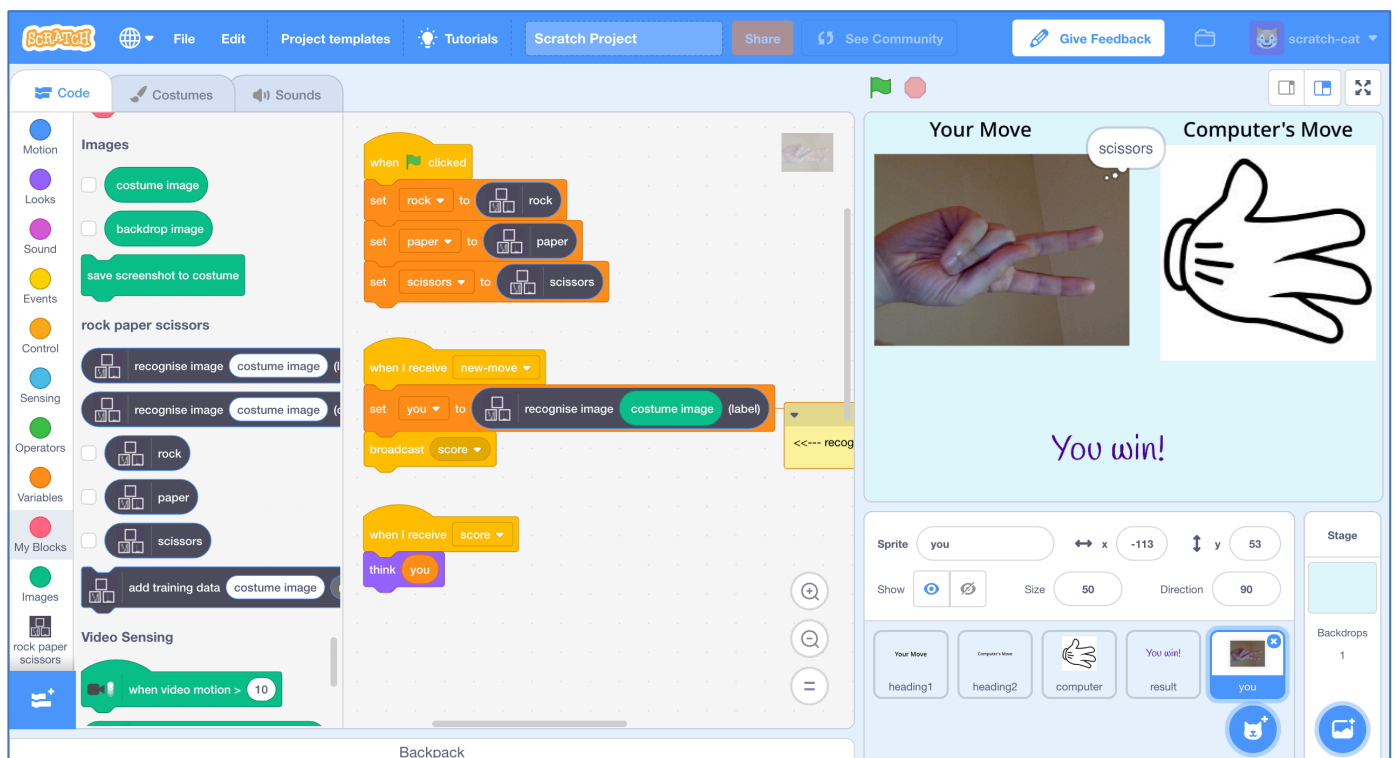 SCRATCH File Edit Project templates Tutorials Scratch Project Share See Community Give Feedback scratch-cat
Code Costumes Sounds
Motion
Looks
Sound
Events
Control
Sensing
Operators
Variables
My Blocks
Images
rock paper
scissors
Images
costume image
backdrop image
save screenshot to costume
rock paper scissors
recognise image costume image (l
recognise image costume image (c
rock
paper
scissors
add training data costume image
Video Sensing
when video motion > 10
when clicked
set rock to rock
set paper to paper
set scissors to scissors
when I receive new-move
set you to recognise image costume image (label)
broadcast score
<<--- recog
when I receive score
think you
=
Backpack
Your Move
Computer's Move
scissors
You win!
Sprite you x -113 y 53
Show Size 50 Direction 90
Your Move
heading1
Computer's Move
heading2
computer
You win!
result
you
Stage
Backdrops
1